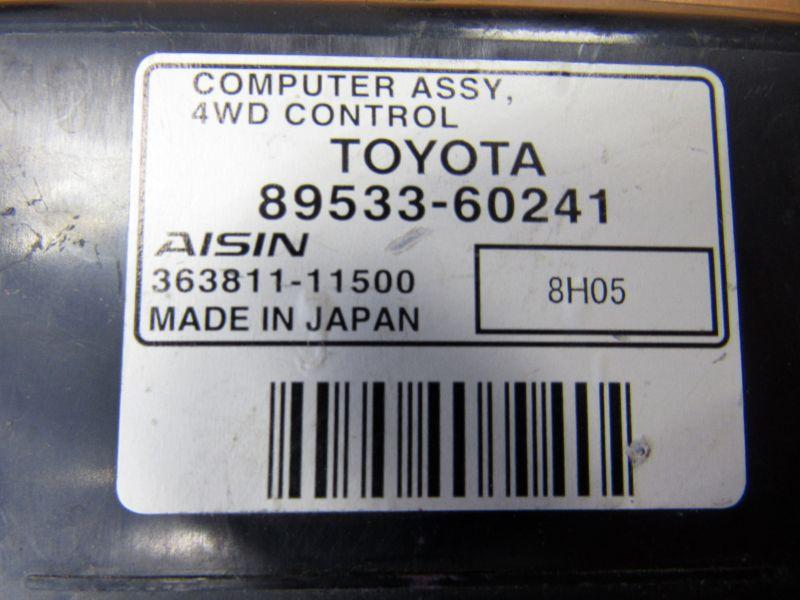 COMPUTER ASSY,
4WD CONTROL
TOYOTA
89533-60241
AISIN
363811-11500
8H05
MADE IN JAPAN